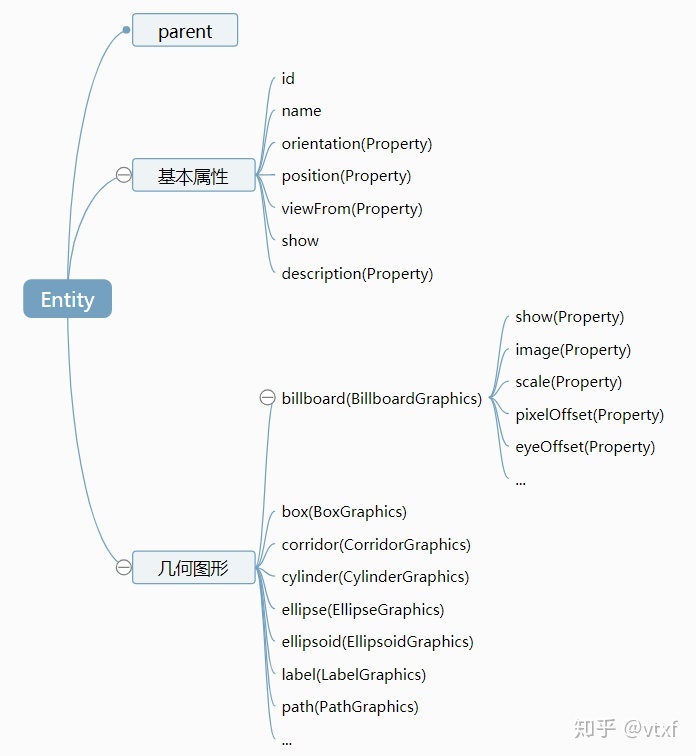 parent
id
name
orientation(Property)
基本属性
position(Property)
viewFrom(Property)
show
description(Property)
Entity
show(Property)
image(Property)
scale(Property)
billboard(BillboardGraphics)
pixelOffset(Property)
eyeOffset(Property)
...
box(BoxGraphics)
corridor(CorridorGraphics)
几何图形
cylinder(CylinderGraphics)
ellipse(EllipseGraphics)
ellipsoid(EllipsoidGraphics)
label(LabelGraphics)
path(PathGraphics)
...
知乎 @vtxf